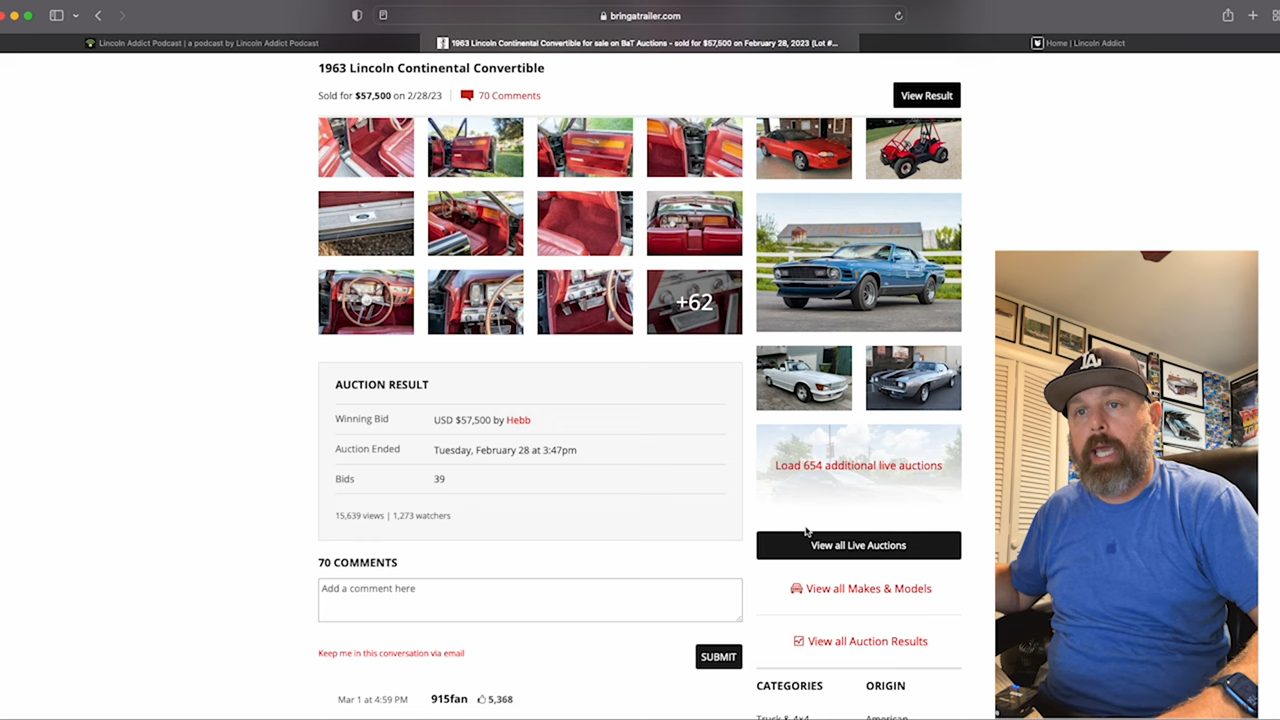 bringatrailer.com
Lincoln Addict Podcast | a podcast by Lincoln Addict Podcast
1963 Lincoln Continental Convertible for sale on BaT Auctions - sold for $57,500 on February 28, 2023 (Lot #...
Home | Lincoln Addict
1963 Lincoln Continental Convertible
Sold for $57,500 on 2/28/23
70 Comments
View Result
+62
AUCTION RESULT
Winning Bid USD $57,500 by Hebb
Auction Ended Tuesday, February 28 at 3:47pm
Bids 39
15,639 views | 1,273 watchers
70 COMMENTS
Add a comment here
Keep me in this conversation via email
SUBMIT
Mar 1 at 4:59 PM 915fan 5,368
Load 654 additional live auctions
View all Live Auctions
View all Makes & Models
View all Auction Results
CATEGORIES ORIGIN
Truck & 4x4 American
LA